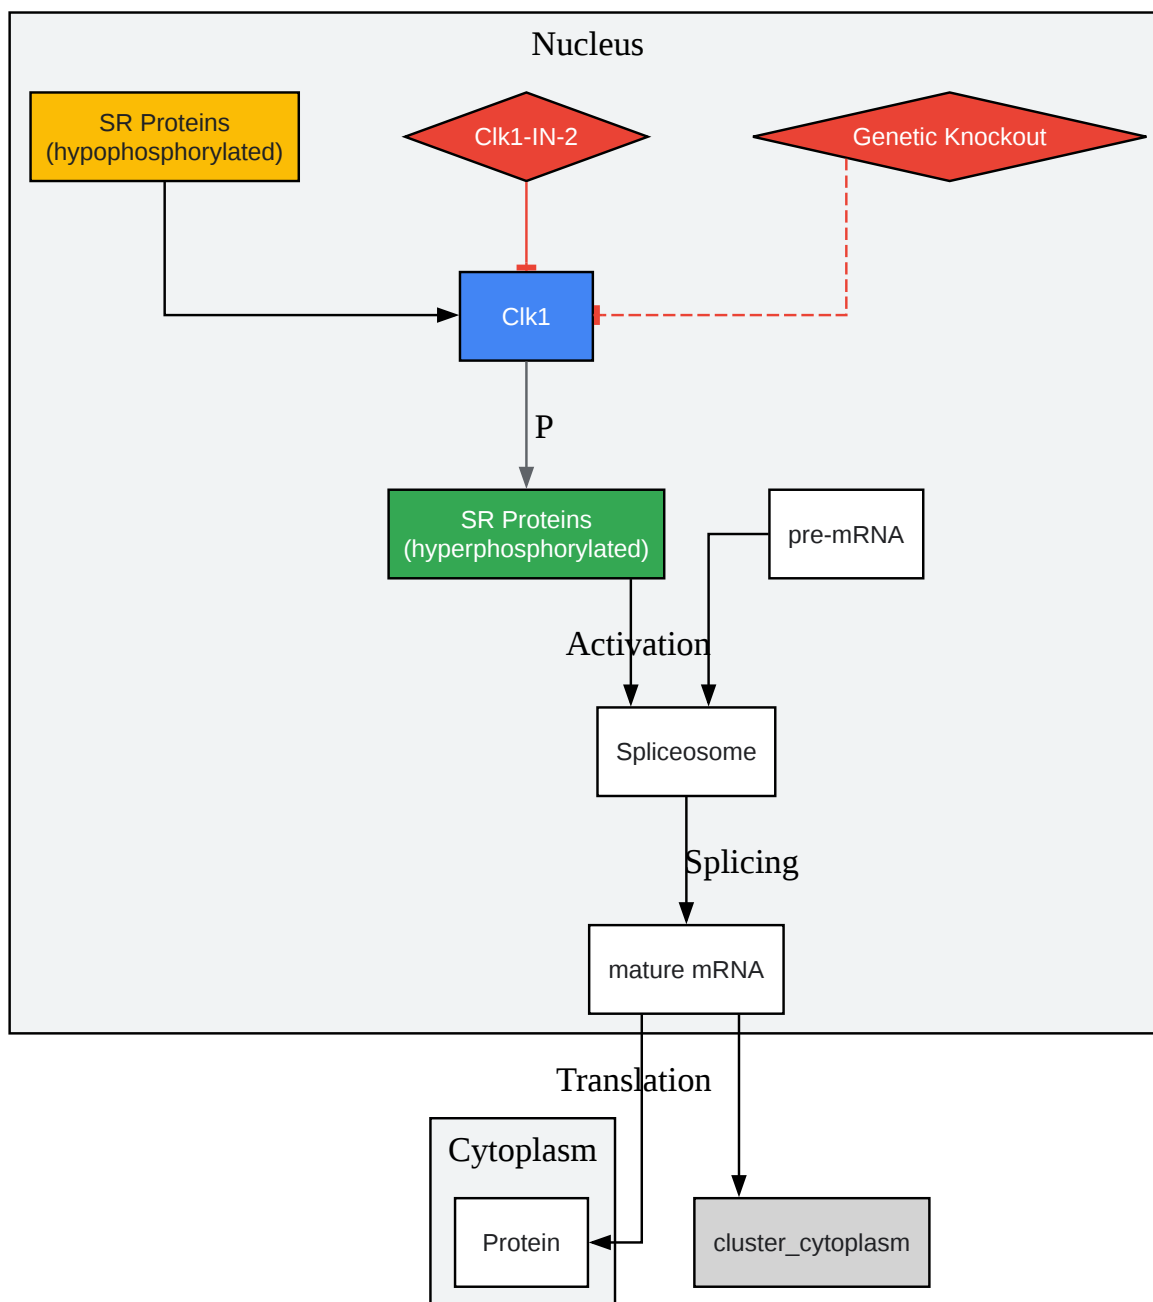 Nucleus
SR Proteins
(hypophosphorylated)
Clk1-IN-2
Genetic Knockout
Clk1
P
SR Proteins
(hyperphosphorylated)
pre-mRNA
Activation
Spliceosome
Splicing
mature mRNA
Translation
Cytoplasm
Protein
cluster_cytoplasm